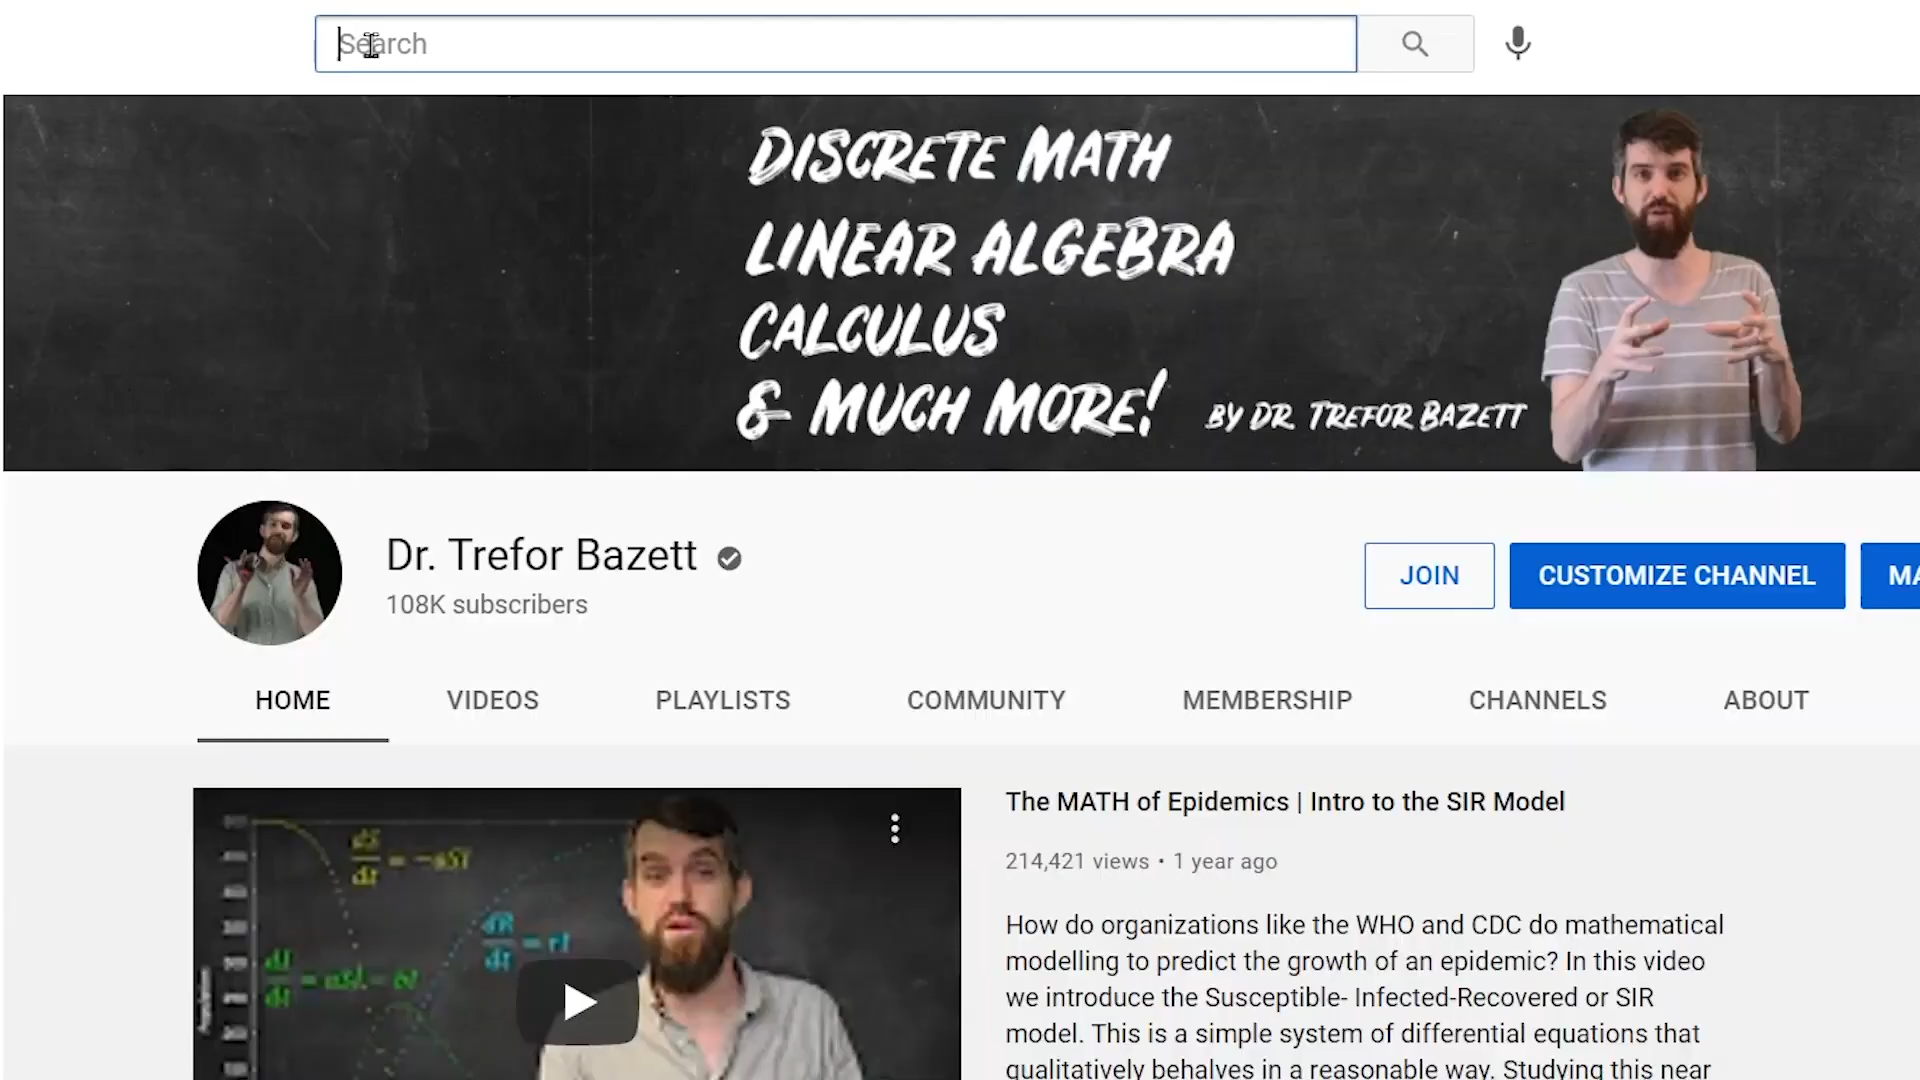 Search
DISCRETE MATH
LINEAR ALGEBRA
CALCULUS
& MUCH MORE!
BY DR. TREFOR BAZETT
Dr. Trefor Bazett
108K subscribers
JOIN
CUSTOMIZE CHANNEL
MA
HOME
VIDEOS
PLAYLISTS
COMMUNITY
MEMBERSHIP
CHANNELS
ABOUT
The MATH of Epidemics | Intro to the SIR Model
214,421 views • 1 year ago
How do organizations like the WHO and CDC do mathematical
modelling to predict the growth of an epidemic? In this video
we introduce the Susceptible- Infected-Recovered or SIR
model. This is a simple system of differential equations that
qualitatively behalves in a reasonable way. Studying this near